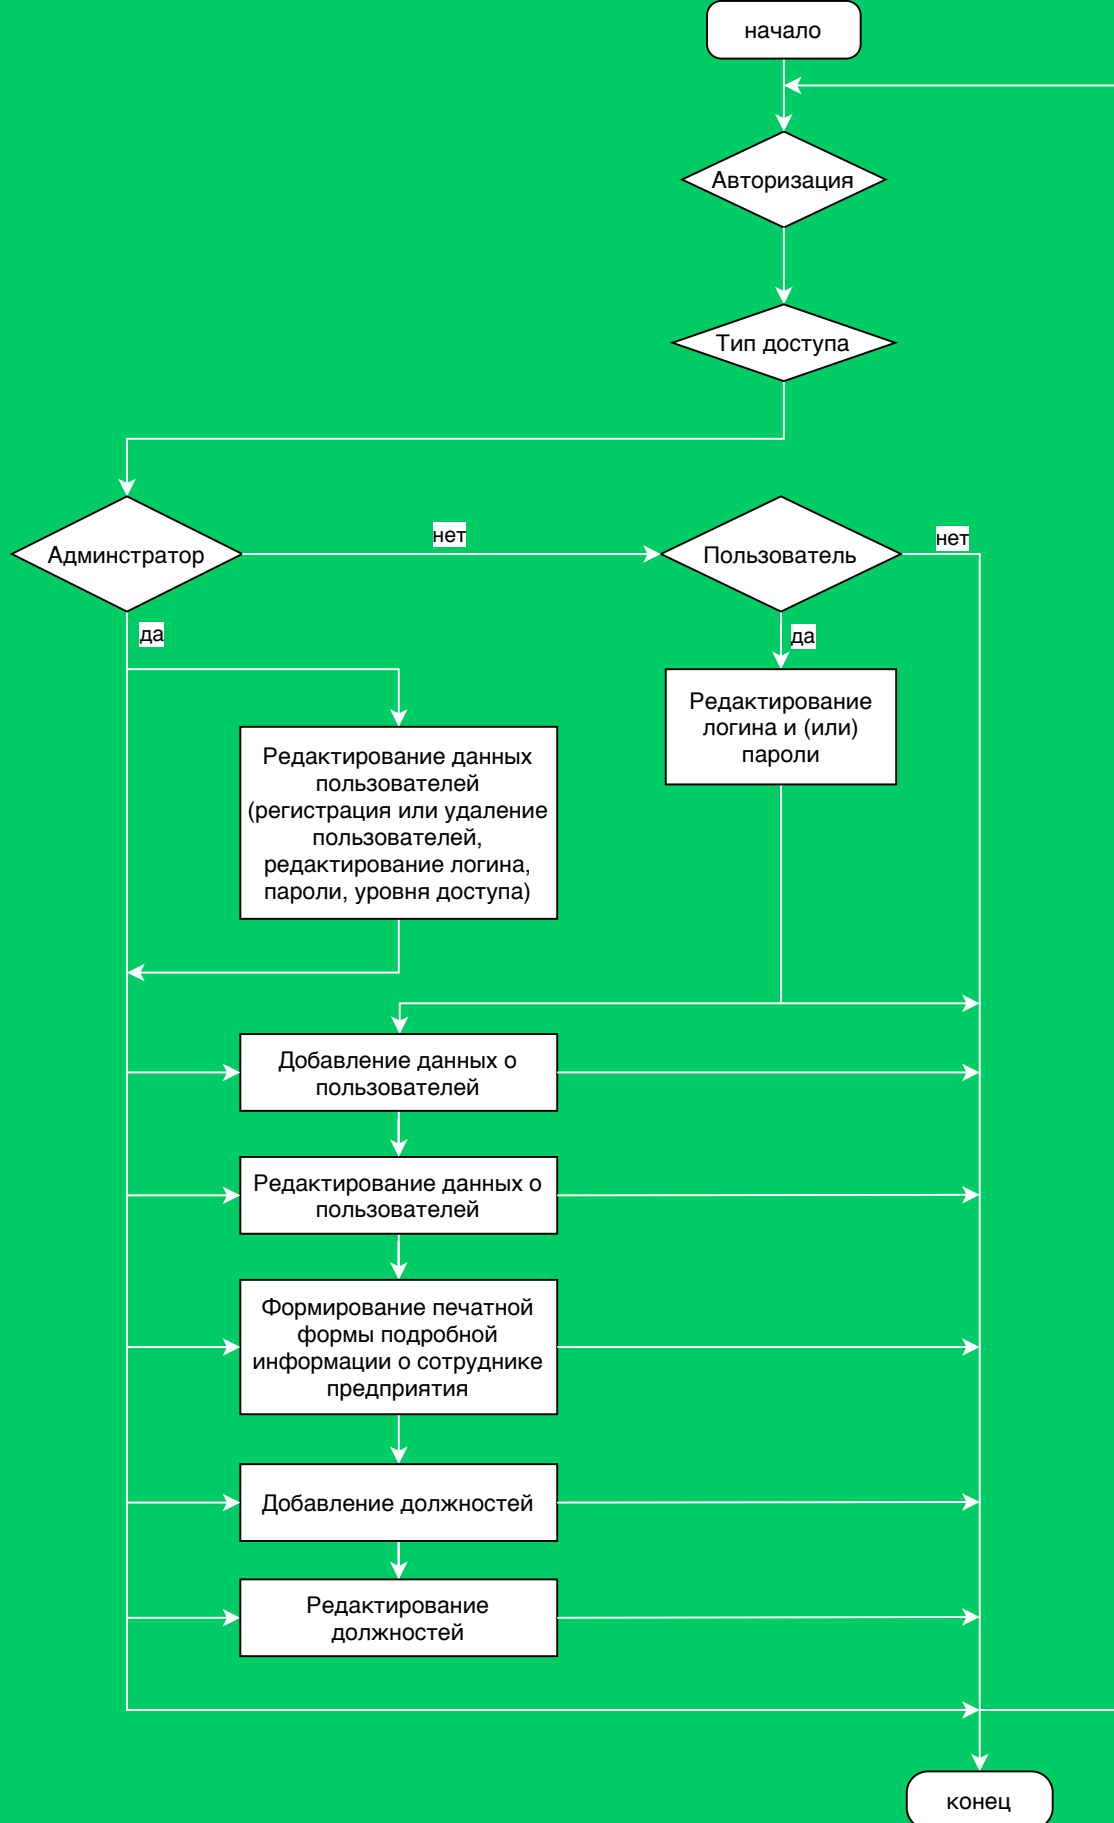 начало
Авторизация
Тип доступа
Админстратор
нет
Пользователь
нет
да
да
Редактирование
логина и (или)
пароли
Редактирование данных
пользователей
(регистрация или удаление
пользователей,
редактирование логина,
пароли, уровня доступа)
Добавление данных о
пользователей
Редактирование данных о
пользователей
Формирование печатной
формы подробной
информации о сотруднике
предприятия
Добавление должностей
Редактирование
должностей
конец